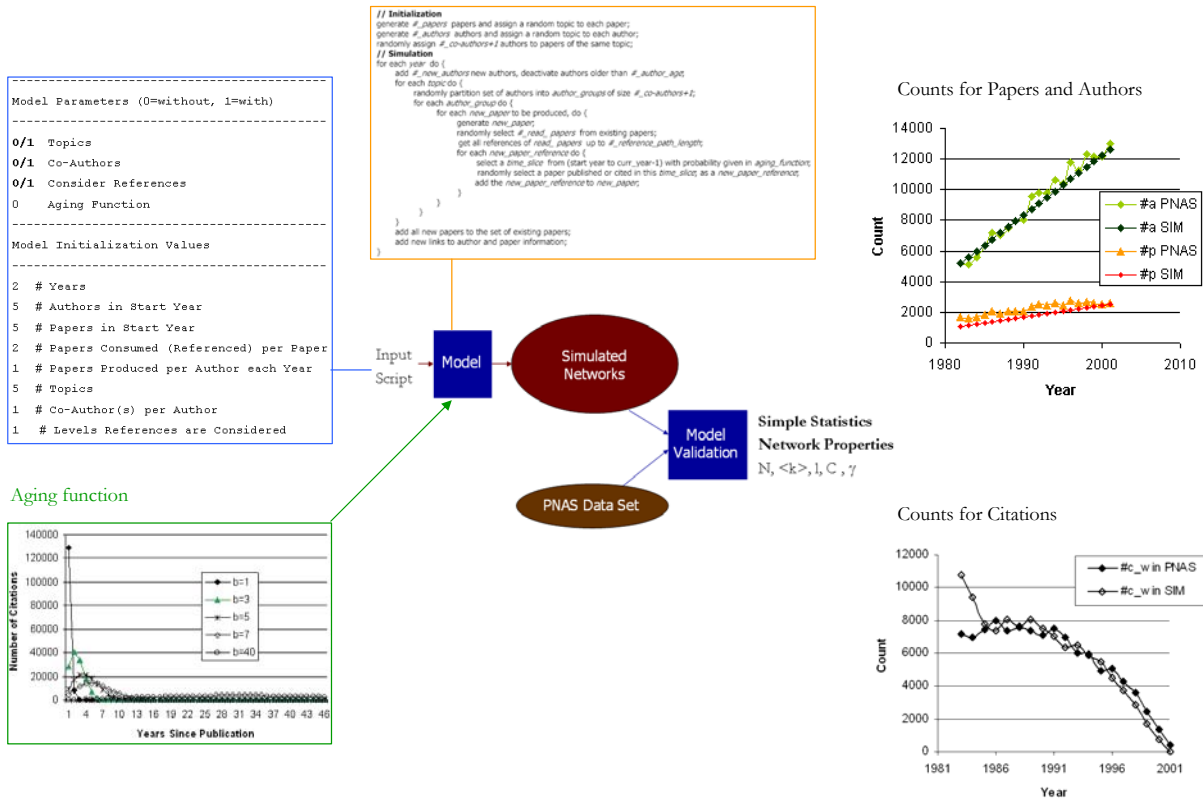 ------------------------------------
Model Parameters (0=without, 1=with)
------------------------------------
0/1 Topics
0/1 Co-Authors
0/1 Consider References
0 Aging Function
------------------------------------
Model Initialization Values
------------------------------------
2 # Years
5 # Authors in Start Year
5 # Papers in Start Year
2 # Papers Consumed (Referenced) per Paper
1 # Papers Produced per Author each Year
5 # Topics
1 # Co-Author(s) per Author
1 # Levels References are Considered
// Initialization
generate #_papers papers and assign a random topic to each paper;
generate #_authors authors and assign a random topic to each author;
randomly assign #_co-authors+1 authors to papers of the same topic;
// Simulation
for each year do {
add #_new_authors new authors, deactivate authors older than #_author_age;
for each topic do {
randomly partition set of authors into author_groups of size #_co-authors+1;
for each author_group do {
for each new_paper to be produced, do {
generate new_paper;
randomly select #_read_papers from existing papers;
get all references of read_papers up to #_reference_path_length;
for each new_paper_reference do {
select a time_slice from (start year to curr_year-1) with probability given in aging_function;
randomly select a paper published or cited in this time_slice, as a new_paper_reference;
add the new_paper_reference to new_paper;
}
}
}
}
add all new papers to the set of existing papers;
add new links to author and paper information;
}
Input
Script
Model
Simulated
Networks
Model
Validation
Simple Statistics
Network Properties
N, <k>, l, C , γ
PNAS Data Set
Aging function
140000
120000
100000
80000
60000
40000
20000
0
Number of Citations
b=1
b=3
b=5
b=7
b=40
1 4 7 10 13 16 19 22 25 28 31 34 37 40 43 46
Years Since Publication
Counts for Papers and Authors
14000
12000
10000
8000
6000
4000
2000
0
Count
#a PNAS
#a SIM
#p PNAS
#p SIM
1980 1990 2000 2010
Year
Counts for Citations
12000
10000
8000
6000
4000
2000
0
Count
#c_win PNAS
#c_win SIM
1981 1986 1991 1996 2001
Year